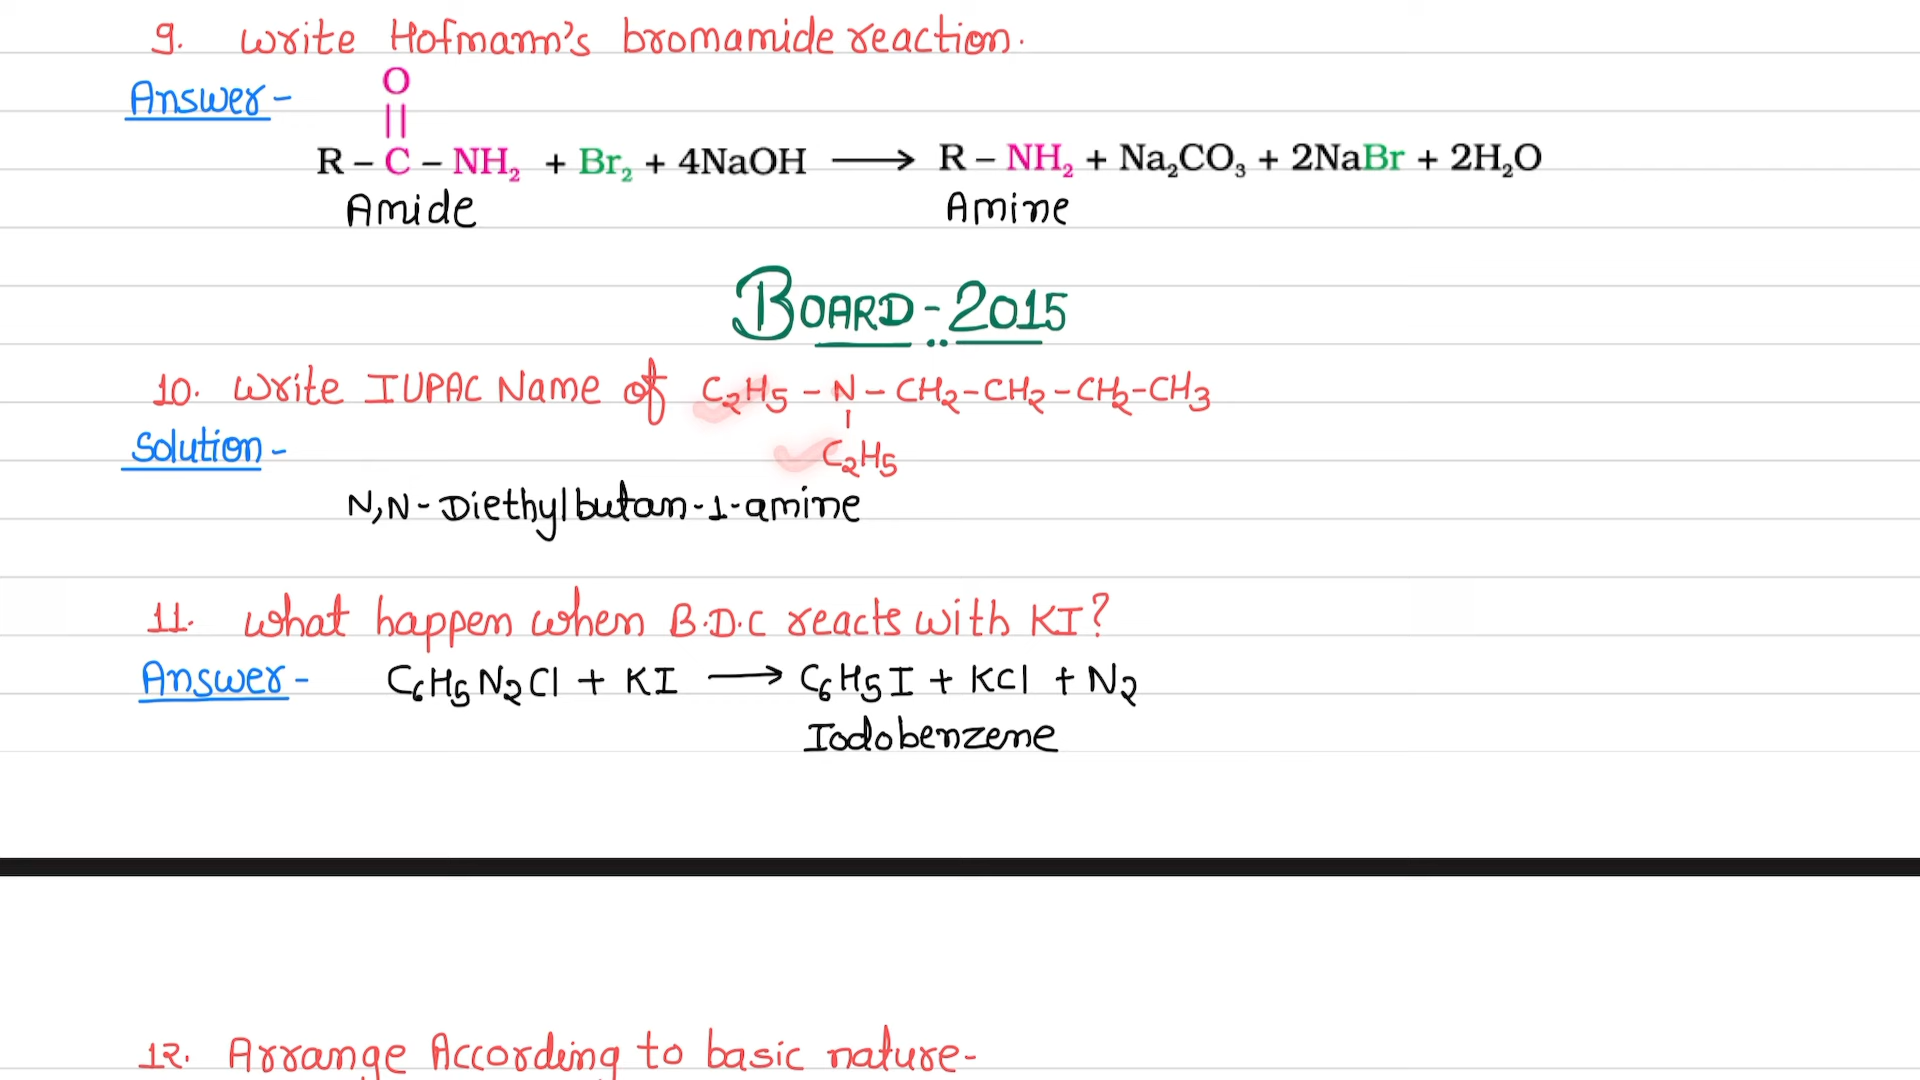 9. Write Hofmann's bromamide reaction.
Answer-
O
||
R – C – NH₂ + Br₂ + 4NaOH ⟶ R – NH₂ + Na₂CO₃ + 2NaBr + 2H₂O
Amide Amine
BOARD - 2015
10. Write IUPAC Name of C₂H₅ – N – CH₂ – CH₂ – CH₂ – CH₃
|
Solution- C₂H₅
N,N-Diethylbutan-1-amine
11. What happen when B.D.C reacts with KI?
Answer- C₆H₅N₂Cl + KI ⟶ C₆H₅I + KCl + N₂
Iodobenzene
12. Arrange According to basic nature-